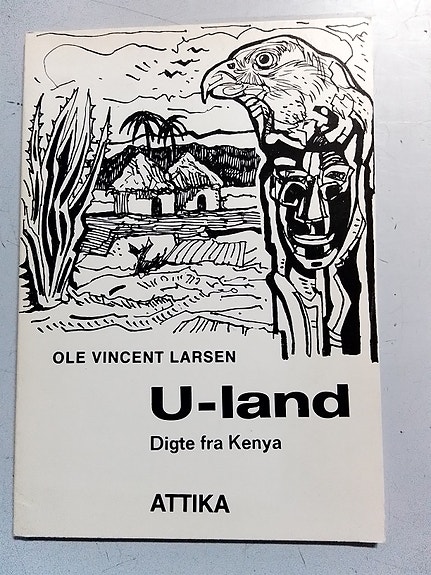 OLE VINCENT LARSEN
U-land
Digte fra Kenya
ATTIKA